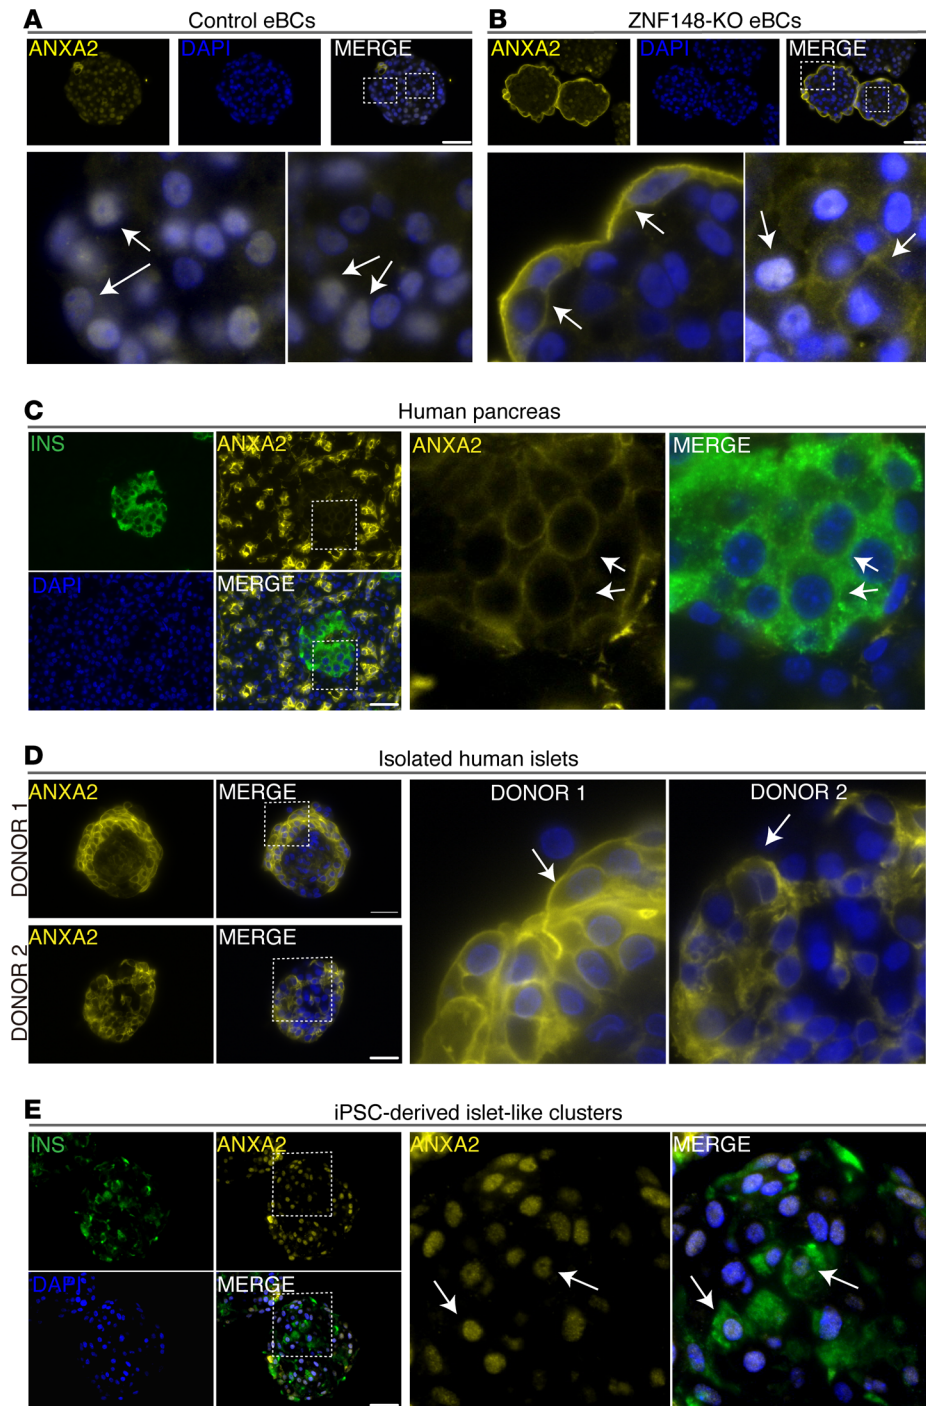 A
Control eBCs
ANXA2
DAPI
MERGE
B
ZNF148-KO eBCs
ANXA2
DAPI
MERGE
C
Human pancreas
INS
ANXA2
DAPI
MERGE
ANXA2
MERGE
D
Isolated human islets
DONOR 1
ANXA2
MERGE
DONOR 2
ANXA2
MERGE
DONOR 1
DONOR 2
E
iPSC-derived islet-like clusters
INS
ANXA2
DAPI
MERGE
ANXA2
MERGE